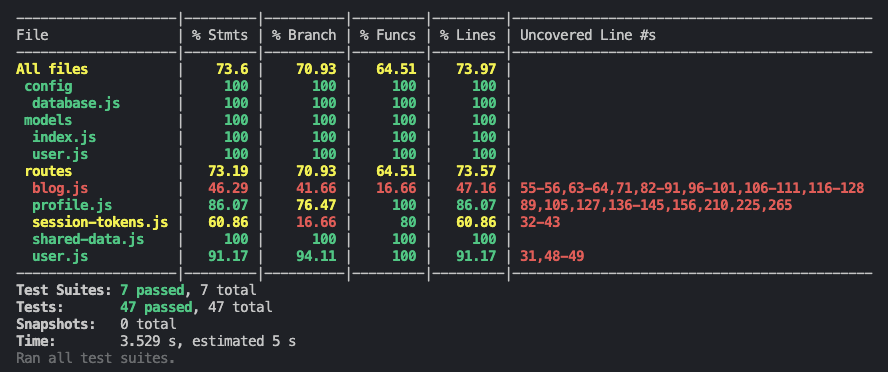 File | % Stmts | % Branch | % Funcs | % Lines | Uncovered Line #s
All files | 73.6 | 70.93 | 64.51 | 73.97 |
config | 100 | 100 | 100 | 100 |
database.js | 100 | 100 | 100 | 100 |
models | 100 | 100 | 100 | 100 |
index.js | 100 | 100 | 100 | 100 |
user.js | 100 | 100 | 100 | 100 |
routes | 73.19 | 70.93 | 64.51 | 73.57 |
blog.js | 46.29 | 41.66 | 16.66 | 47.16 | 55-56,63-64,71,82-91,96-101,106-111,116-128
profile.js | 86.07 | 76.47 | 100 | 86.07 | 89,105,127,136-145,156,210,225,265
session-tokens.js | 60.86 | 16.66 | 80 | 60.86 | 32-43
shared-data.js | 100 | 100 | 100 | 100 |
user.js | 91.17 | 94.11 | 100 | 91.17 | 31,48-49
Test Suites: 7 passed, 7 total
Tests: 47 passed, 47 total
Snapshots: 0 total
Time: 3.529 s, estimated 5 s
Ran all test suites.